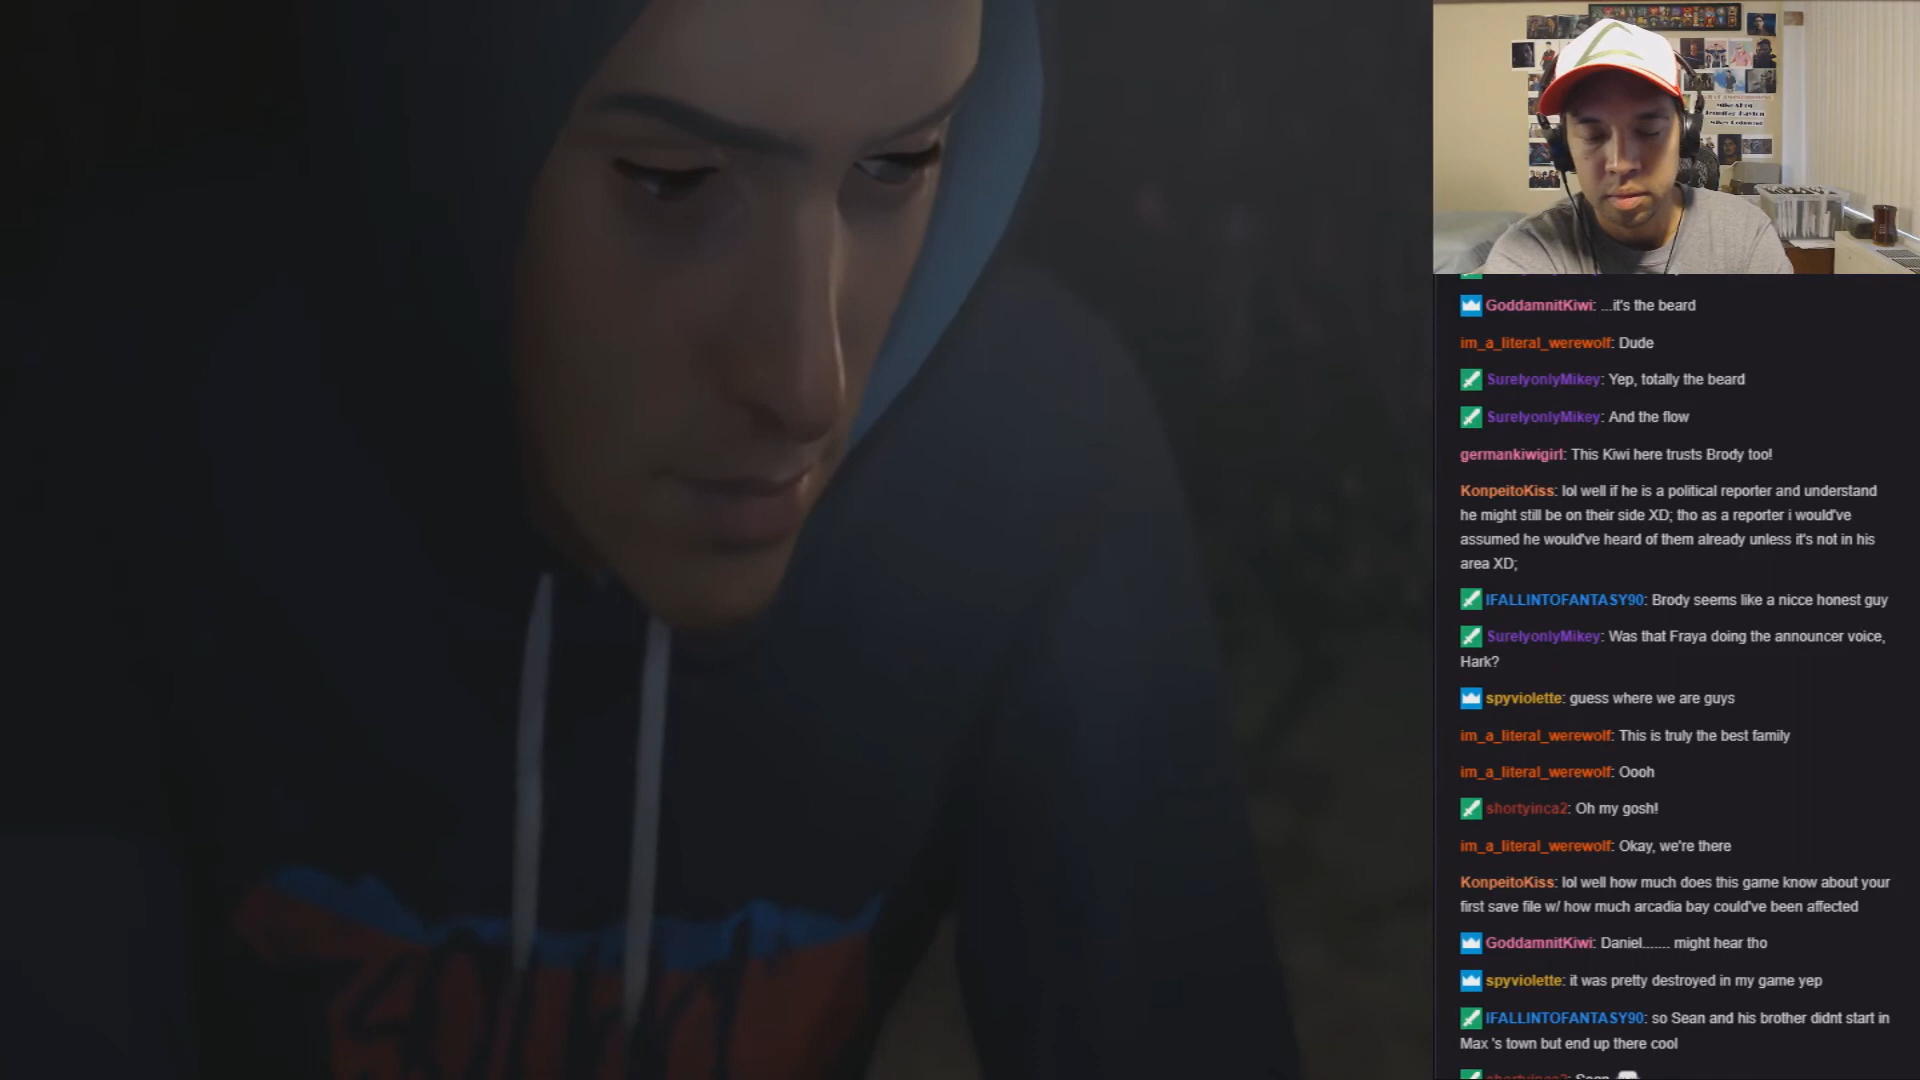 GoddamnitKiwi: ...it's the beard
im_a_literal_werewolf: Dude
SurelyonlyMikey: Yep, totally the beard
SurelyonlyMikey: And the flow
germankiwigirl: This Kiwi here trusts Brody too!
KonpeitoKiss: lol well if he is a political reporter and understand
he might still be on their side XD; tho as a reporter i would've
assumed he would've heard of them already unless it's not in his
area XD;
IFALLINTOFANTASY90: Brody seems like a nicce honest guy
SurelyonlyMikey: Was that Fraya doing the announcer voice,
Hark?
spyviolette: guess where we are guys
im_a_literal_werewolf: This is truly the best family
im_a_literal_werewolf: Oooh
shortyinca2: Oh my gosh!
im_a_literal_werewolf: Okay, we're there
KonpeitoKiss: lol well how much does this game know about your
first save file w/ how much arcadia bay could've been affected
GoddamnitKiwi: Daniel....... might hear tho
spyviolette: it was pretty destroyed in my game yep
IFALLINTOFANTASY90: so Sean and his brother didnt start in
Max 's town but end up there cool